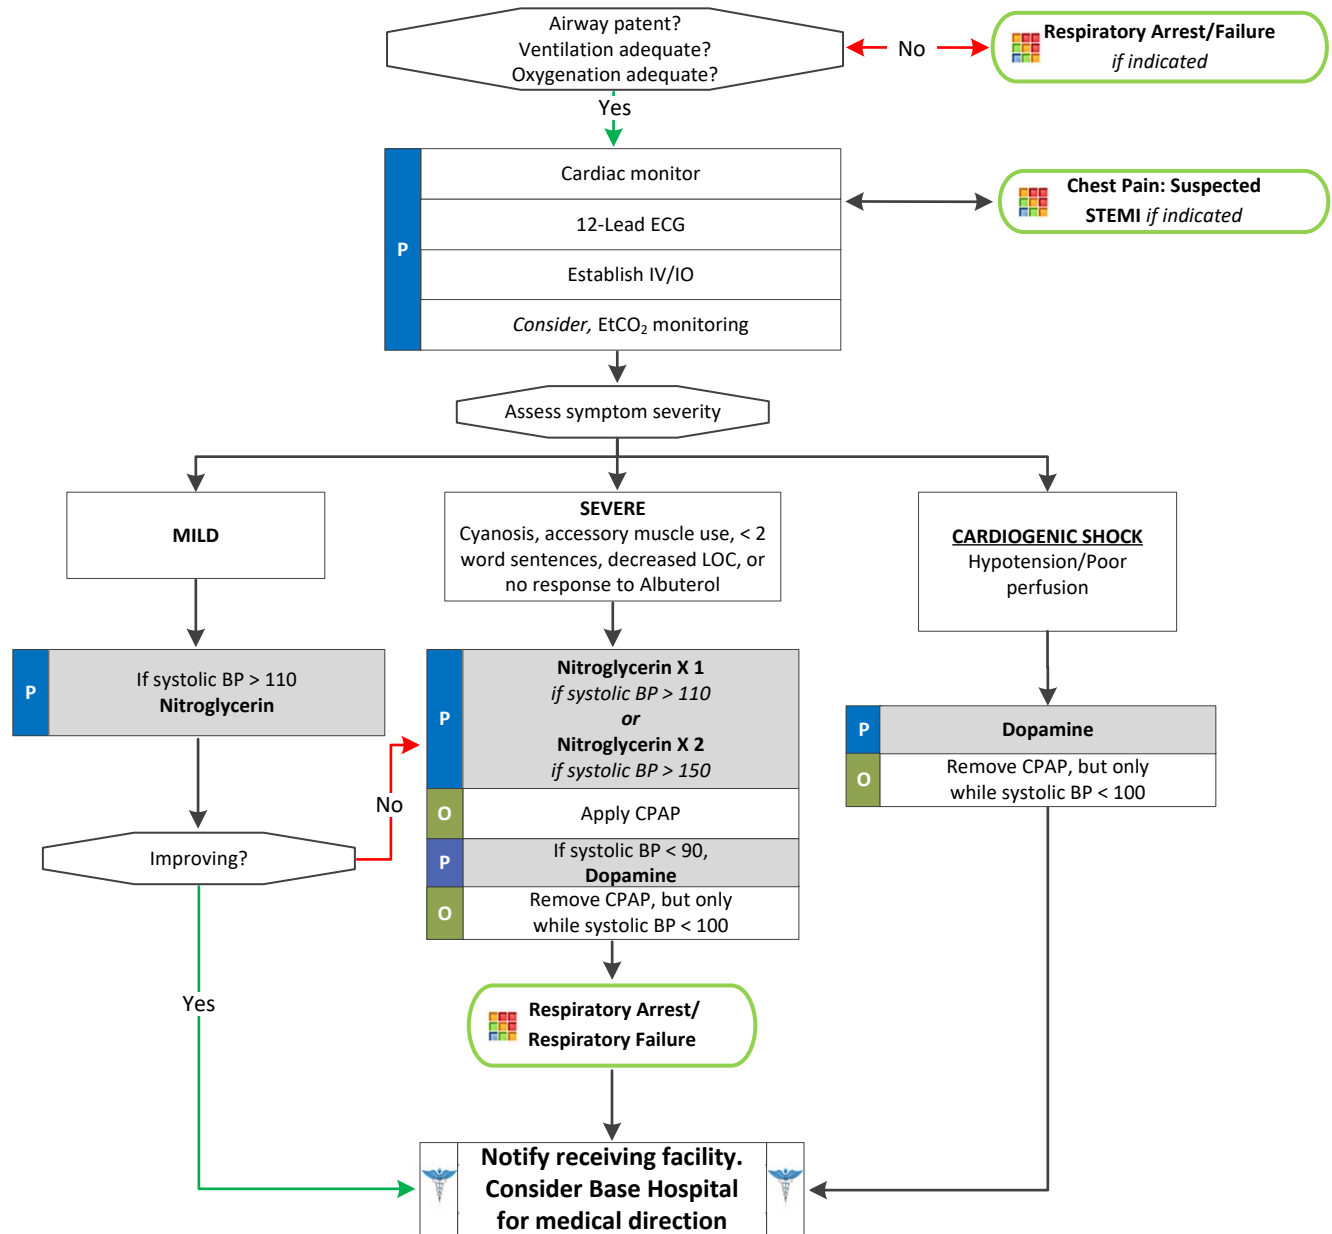 Airway patent?
Ventilation adequate?
Oxygenation adequate?
No
Respiratory Arrest/Failure
if indicated
Yes
P
Cardiac monitor
12-Lead ECG
Establish IV/IO
Consider, EtCO₂ monitoring
Chest Pain: Suspected
STEMI if indicated
Assess symptom severity
MILD
SEVERE
Cyanosis, accessory muscle use, < 2
word sentences, decreased LOC, or
no response to Albuterol
CARDIOGENIC SHOCK
Hypotension/Poor
perfusion
P
If systolic BP > 110
Nitroglycerin
P
Nitroglycerin X 1
if systolic BP > 110
or
Nitroglycerin X 2
if systolic BP > 150
O
Apply CPAP
P
If systolic BP < 90,
Dopamine
O
Remove CPAP, but only
while systolic BP < 100
P
Dopamine
O
Remove CPAP, but only
while systolic BP < 100
No
Improving?
Yes
Respiratory Arrest/
Respiratory Failure
Notify receiving facility.
Consider Base Hospital
for medical direction